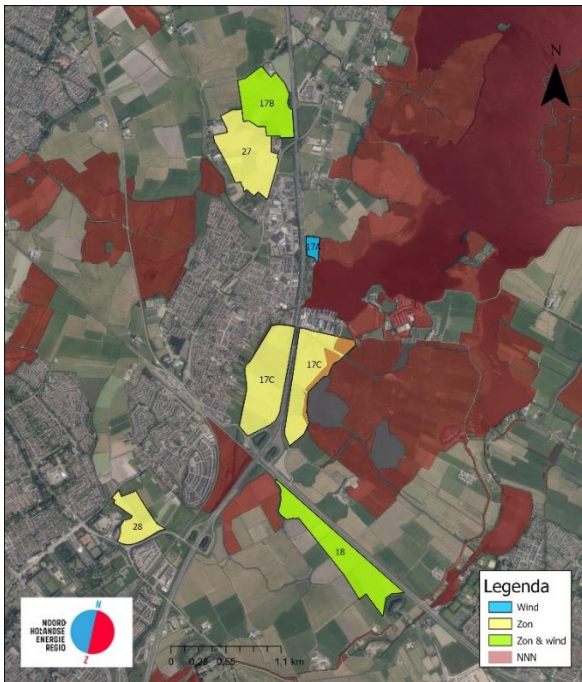 N
17B
27
17A
17C
17C
28
18
N
NOORD-
HOLLANDSE
ENERGIE
REGIO
Z
0 0,28 0,55 1,1 km
Legenda
Wind
Zon
Zon & wind
NNN